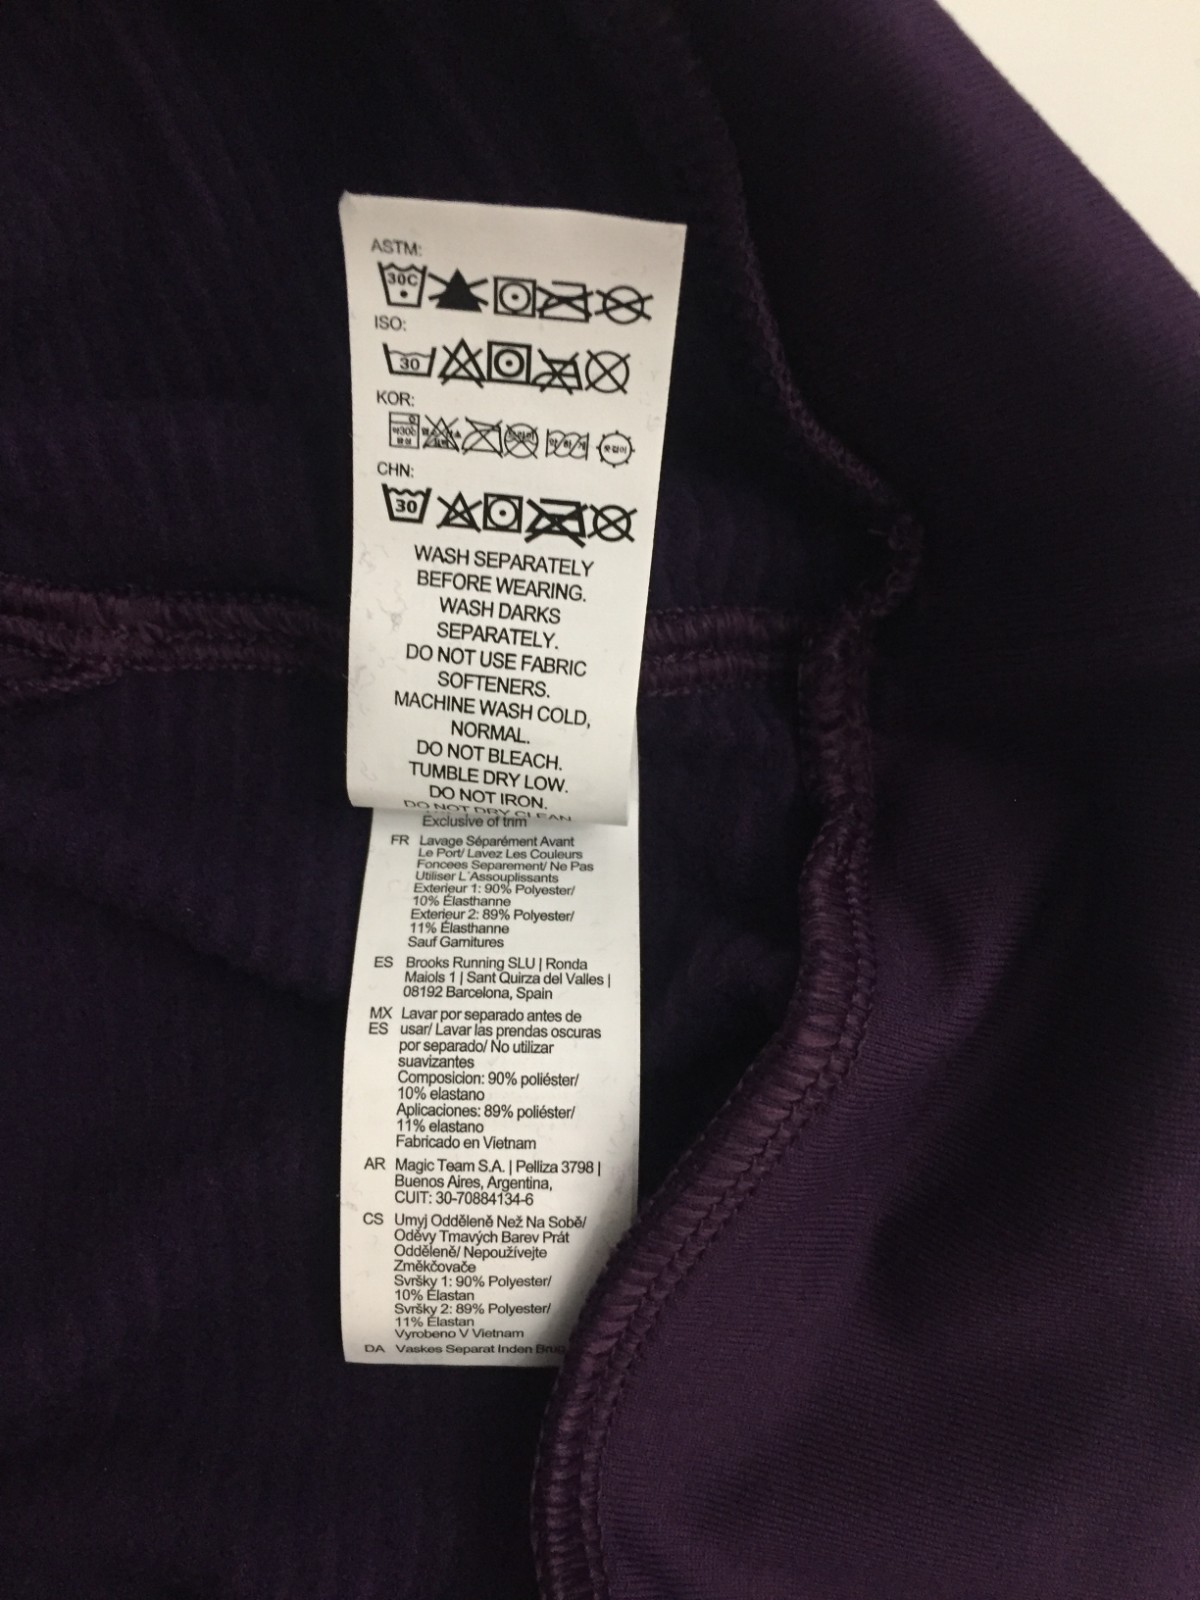 ASTM:
30C
ISO:
30
KOR:
CHN:
30
WASH SEPARATELY
BEFORE WEARING.
WASH DARKS
SEPARATELY.
DO NOT USE FABRIC
SOFTENERS.
MACHINE WASH COLD,
NORMAL.
DO NOT BLEACH.
TUMBLE DRY LOW.
DO NOT IRON.
DO NOT DRY CLEAN
Exclusive of trim
FR Lavage Séparément Avant
Le Port/ Lavez Les Couleurs
Foncees Separement/ Ne Pas
Utiliser L'Assouplissants
Exterieur 1: 90% Polyester/
10% Élasthanne
Exterieur 2: 89% Polyester/
11% Élasthanne
Sauf Garnitures
ES Brooks Running SLU | Ronda
Maiols 1 | Sant Quirza del Valles |
08192 Barcelona, Spain
MX Lavar por separado antes de
ES usar/ Lavar las prendas oscuras
por separado/ No utilizar
suavizantes
Composicion: 90% poliéster/
10% elastano
Aplicaciones: 89% poliéster/
11% elastano
Fabricado en Vietnam
AR Magic Team S.A. | Pelliza 3798 |
Buenos Aires, Argentina,
CUIT: 30-70884134-6
CS Umyj Odděleně Než Na Sobě/
Oděvy Tmavých Barev Prát
Odděleně/ Nepoužívejte
Změkčovače
Svršky 1: 90% Polyester/
10% Élastan
Svršky 2: 89% Polyester/
11% Élastan
Vyrobeno V Vietnam
DA Vaskes Separat Inden